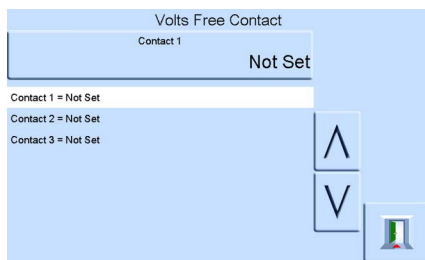 Volts Free Contact
Contact 1
Not Set
Contact 1 = Not Set
Contact 2 = Not Set
Contact 3 = Not Set